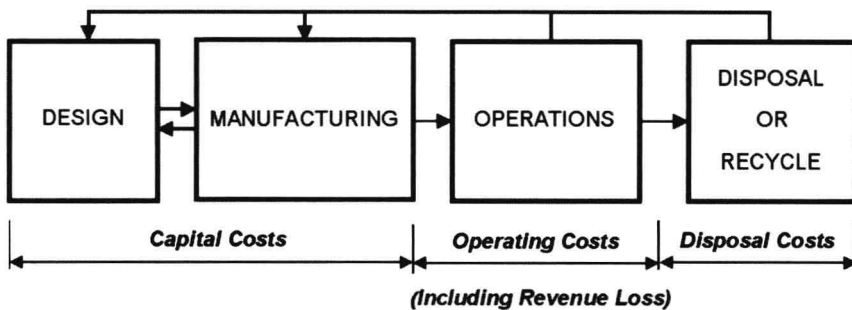 DESIGN
MANUFACTURING
OPERATIONS
DISPOSAL
OR
RECYCLE
Capital Costs
Operating Costs
Disposal Costs
(Including Revenue Loss)